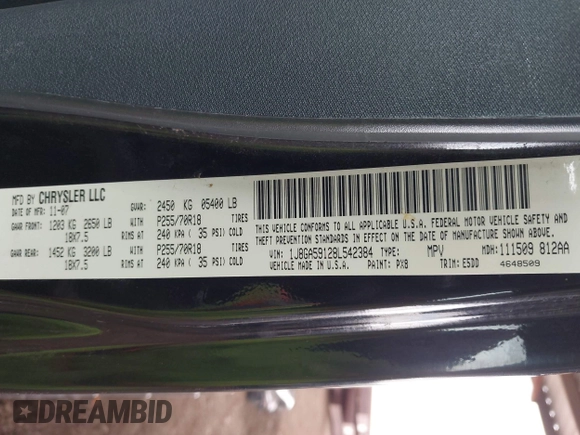 MFD BY CHRYSLER LLC
DATE OF MFR: 11-07 GVWR: 2450 KG 05400 LB
GAWR FRONT: 1203 KG 2650 LB WITH P255/70R18 TIRES
18X7.5 RIMS AT 240 KPA ( 35 PSI) COLD
GAWR REAR: 1452 KG 3200 LB WITH P255/70R18 TIRES
18X7.5 RIMS AT 240 KPA ( 35 PSI) COLD
THIS VEHICLE CONFORMS TO ALL APPLICABLE U.S.A. FEDERAL MOTOR VEHICLE SAFETY AND
THEFT PREVENTION STANDARDS IN EFFECT ON THE DATE OF MANUFACTURE SHOWN ABOVE.
VIN: 1J8GA59128L542384 TYPE: MPV MDH: 111509 812AA
VEHICLE MADE IN U.S.A. PAINT: PX8 TRIM: E5DD 4648509
DREAMBID